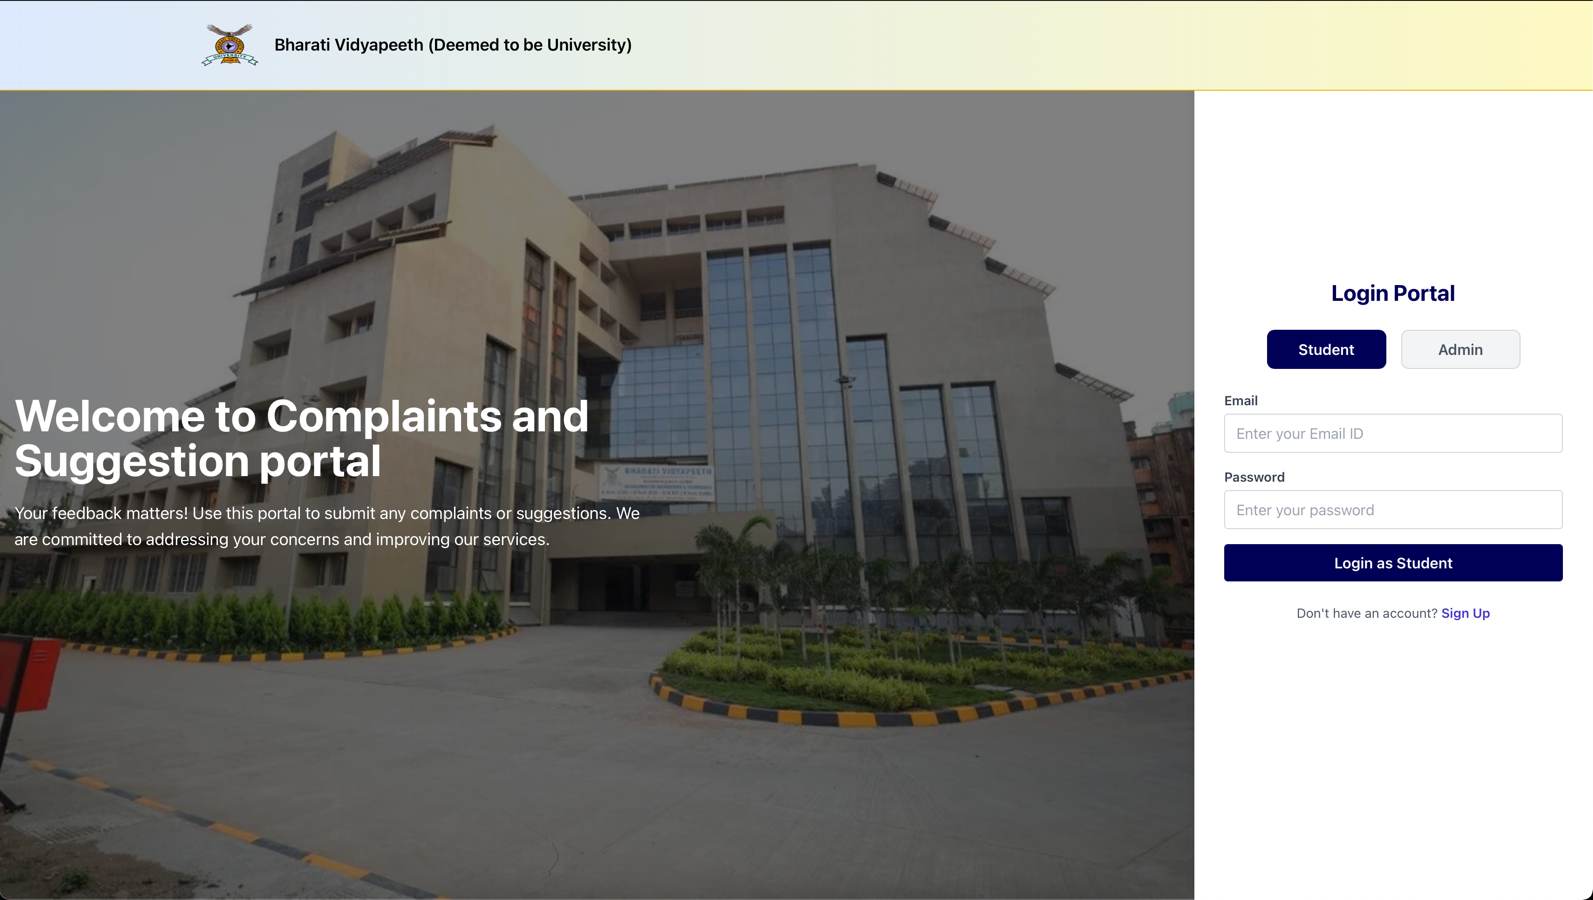 Bharati Vidyapeeth (Deemed to be University)
Welcome to Complaints and
Suggestion portal
Your feedback matters! Use this portal to submit any complaints or suggestions. We
are committed to addressing your concerns and improving our services.
BHARATI VIDYAPEETH
Login Portal
Student
Admin
Email
Enter your Email ID
Password
Enter your password
Login as Student
Don't have an account? Sign Up